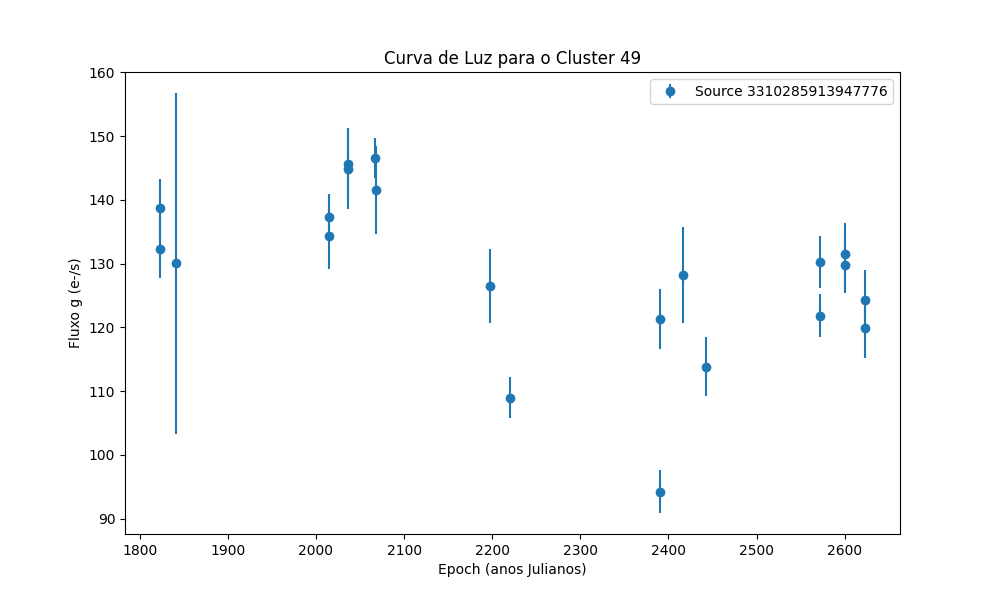 Curva de Luz para o Cluster 49
Source 3310285913947776
Fluxo g (e-/s)
160
150
140
130
120
110
100
90
1800 1900 2000 2100 2200 2300 2400 2500 2600
Epoch (anos Julianos)